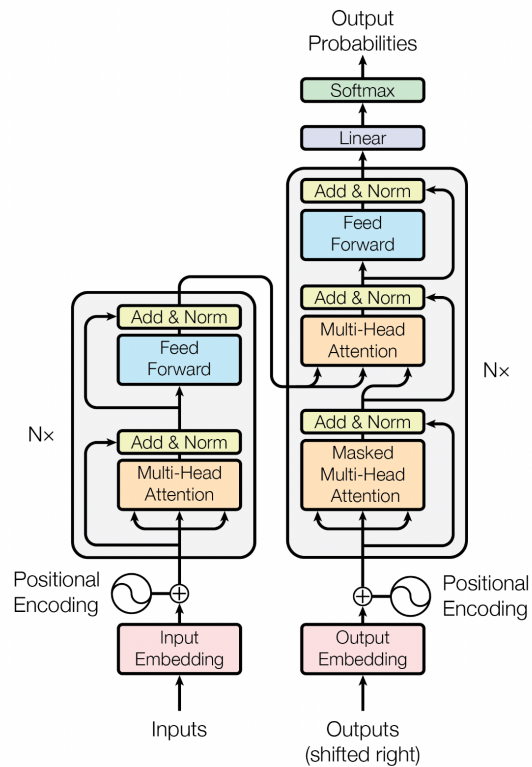 Output
Probabilities
Softmax
Linear
Add & Norm
Feed
Forward
Add & Norm
Multi-Head
Attention
Add & Norm
Masked
Multi-Head
Attention
N×
Add & Norm
Feed
Forward
Add & Norm
Multi-Head
Attention
N×
Positional
Encoding
Positional
Encoding
Input
Embedding
Output
Embedding
Inputs
Outputs
(shifted right)